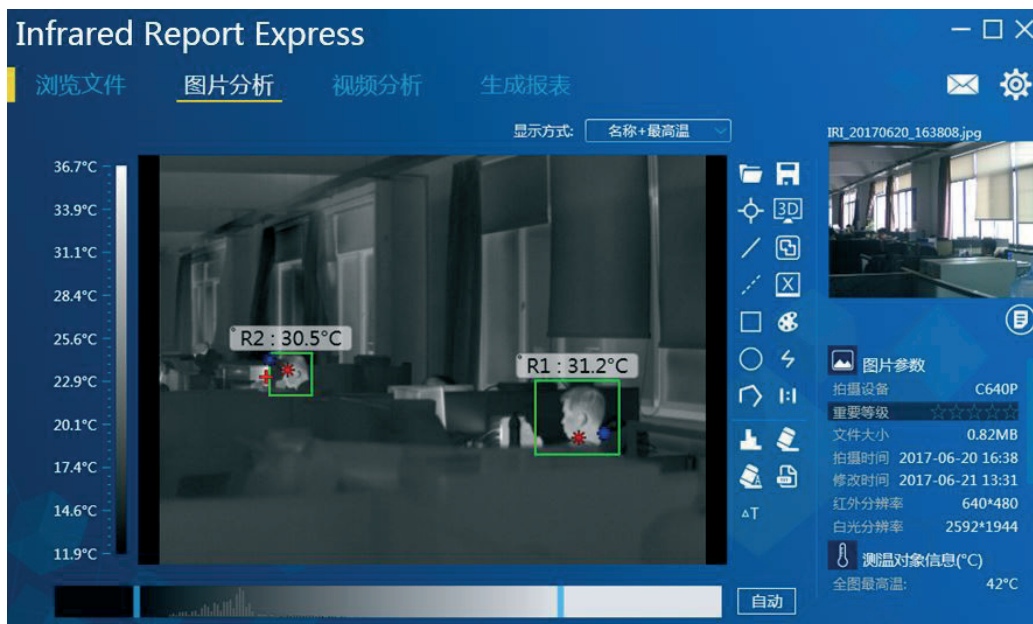 Infrared Report Express
浏览文件 图片分析 视频分析 生成报表
显示方式: 名称+最高温
IRI_20170620_163808.jpg
36.7°C
33.9°C
31.1°C
28.4°C
25.6°C
22.9°C
20.1°C
17.4°C
14.6°C
11.9°C
R2 : 30.5°C
R1 : 31.2°C
3D
X
1:1
A
ΔT
自动
图片参数
拍摄设备 C640P
重要等级 ☆☆☆☆☆
文件大小 0.82MB
拍摄时间 2017-06-20 16:38
修改时间 2017-06-21 13:31
红外分辨率 640*480
白光分辨率 2592*1944
测温对象信息(°C)
全图最高温: 42°C